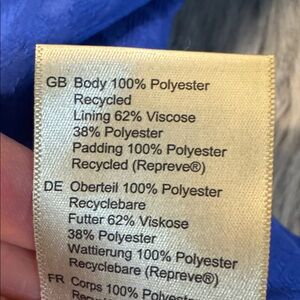 GB Body 100% Polyester
Recycled
Lining 62% Viscose
38% Polyester
Padding 100% Polyester
Recycled (Repreve®)
DE Oberteil 100% Polyester
Recyclebare
Futter 62% Viskose
38% Polyester
Wattierung 100% Polyester
Recyclebare (Repreve®)
FR Corps 100% Polyester